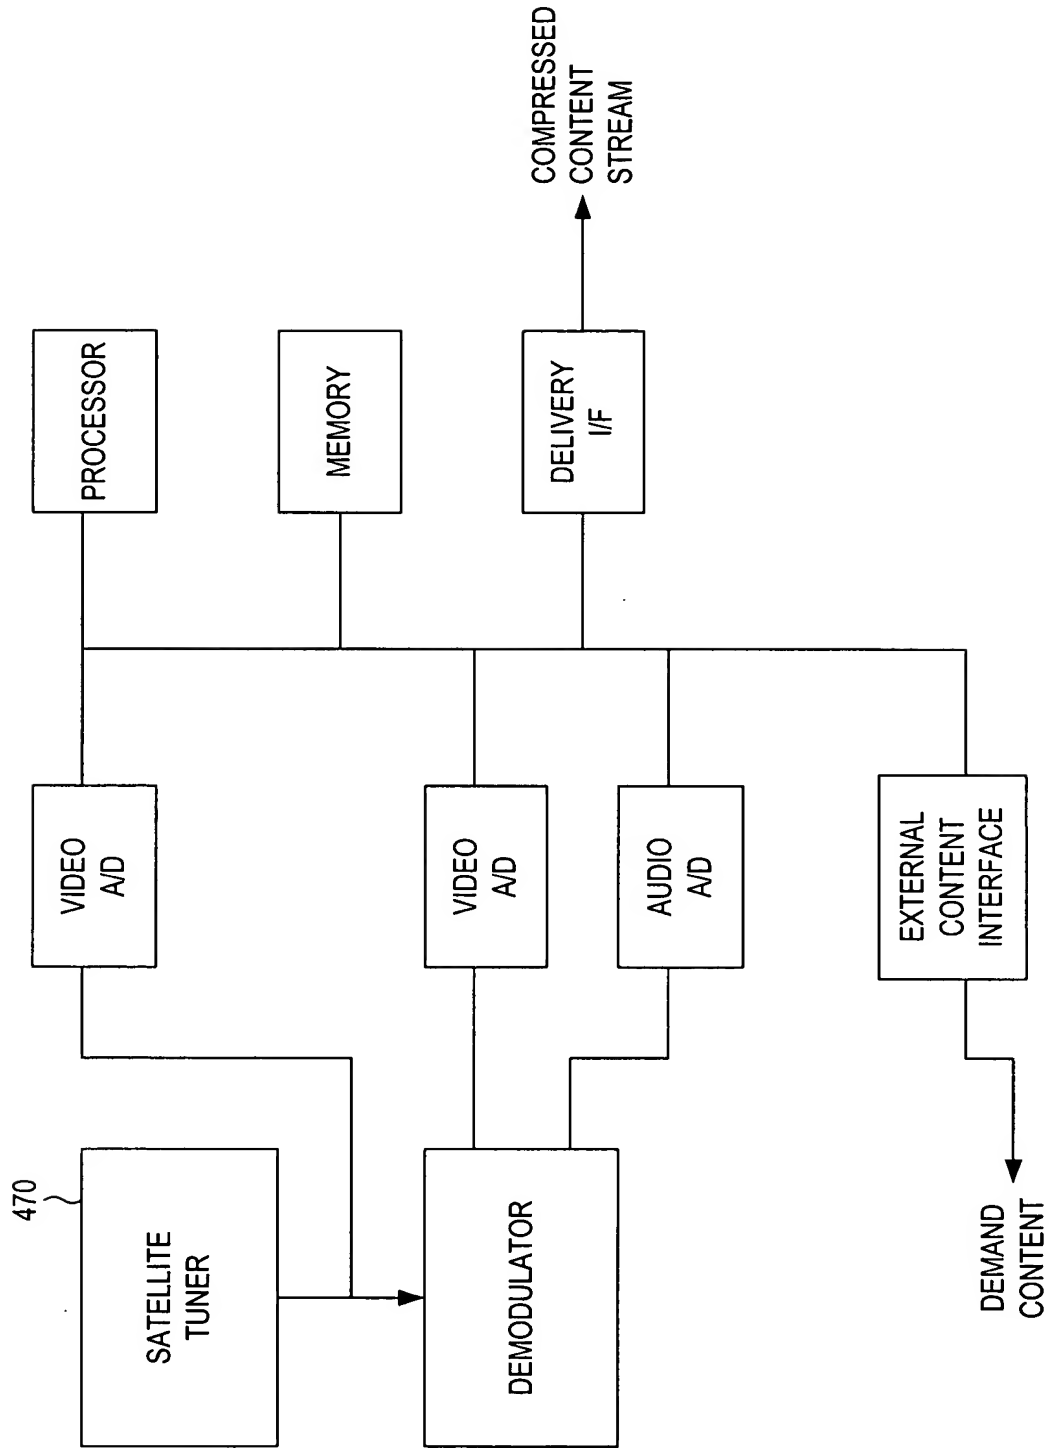 470
SATELLITE
TUNER
DEMODULATOR
VIDEO
A/D
VIDEO
A/D
AUDIO
A/D
EXTERNAL
CONTENT
INTERFACE
DEMAND
CONTENT
PROCESSOR
MEMORY
DELIVERY
I/F
COMPRESSED
CONTENT
STREAM